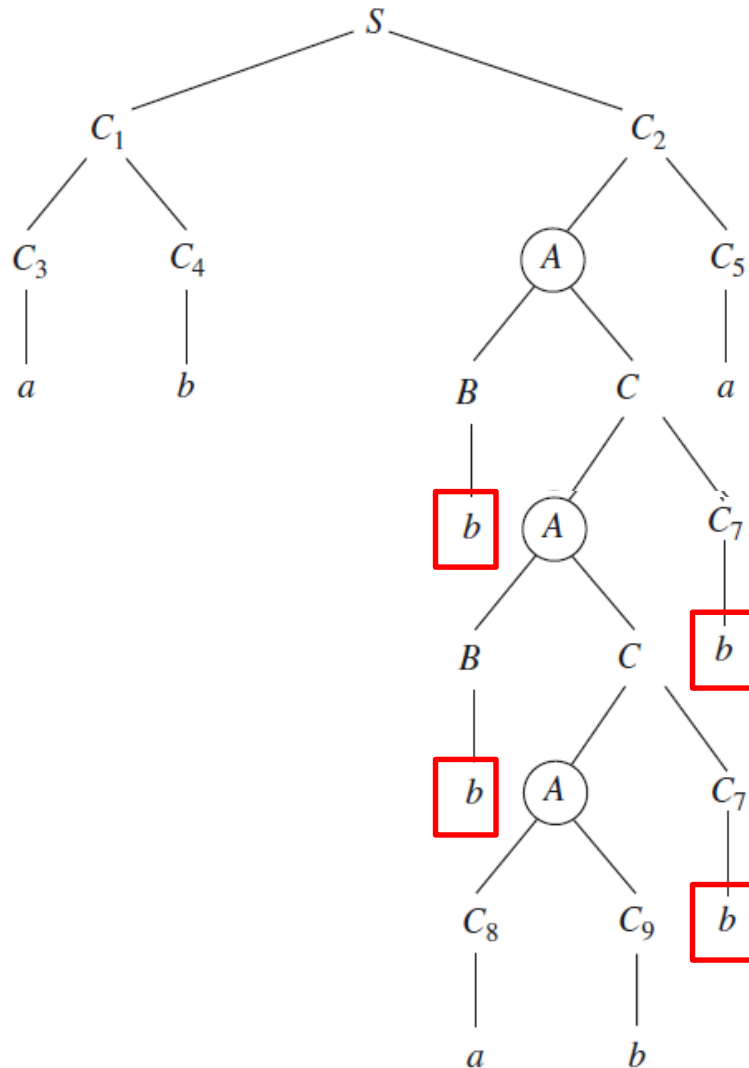 S
C₁ C₂
C₃ C₄ A C₅
a b B C a
b A C₇
B C b
b A C₇
C₈ C₉ b
a b